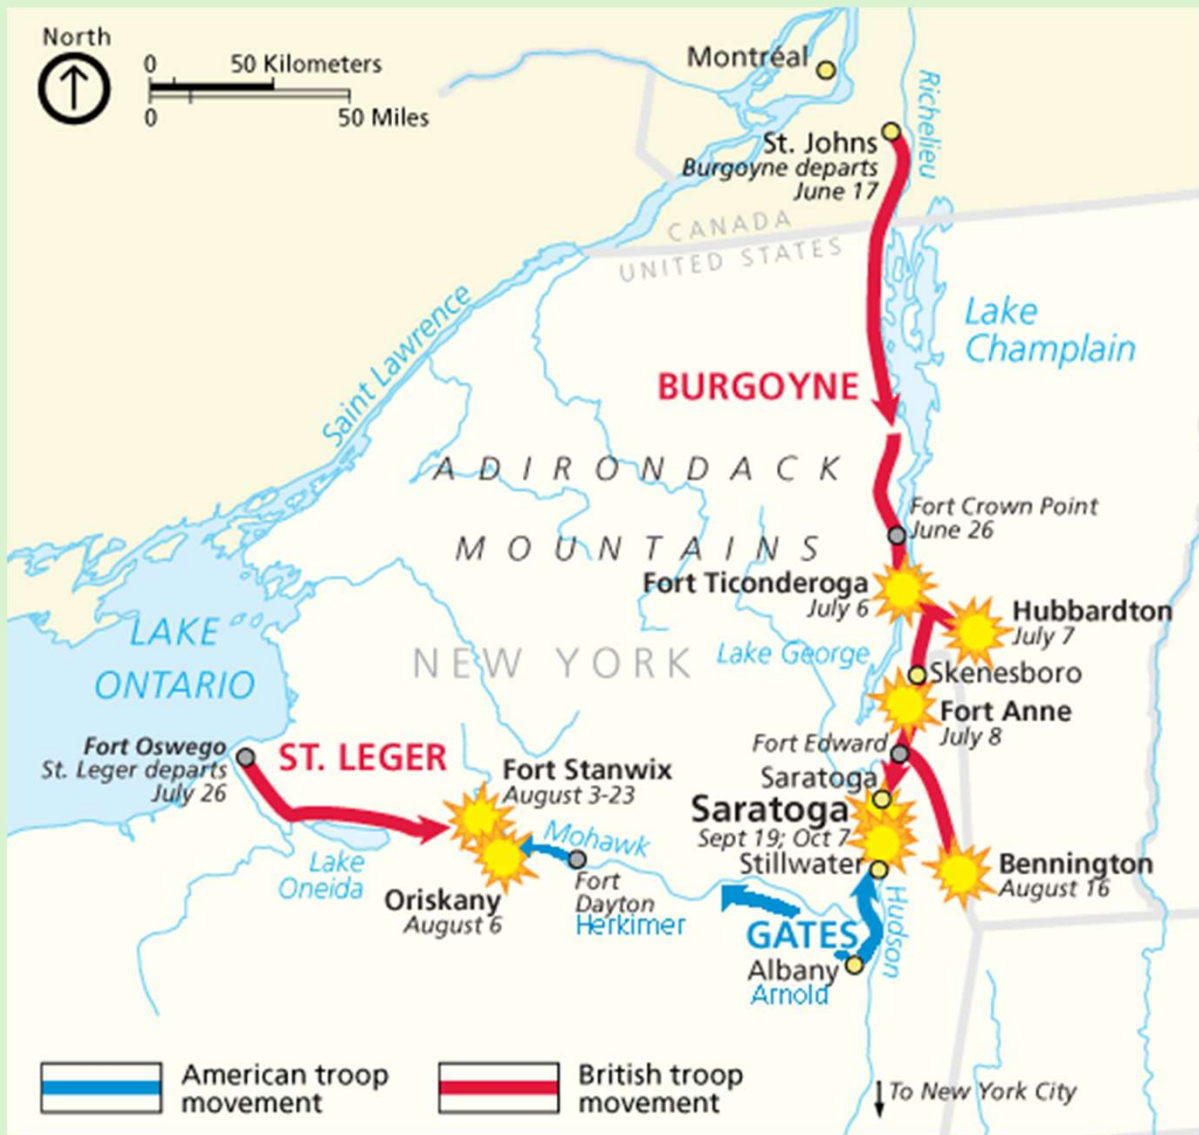 North
0 50 Kilometers
0 50 Miles
Montréal
Richelieu
St. Johns
Burgoyne departs
June 17
CANADA
UNITED STATES
Saint Lawrence
Lake
Champlain
BURGOYNE
ADIRONDACK
MOUNTAINS
Fort Crown Point
June 26
Fort Ticonderoga
July 6
Hubbardton
July 7
LAKE
ONTARIO
NEW YORK
Lake George
Skenesboro
Fort Anne
July 8
Fort Edward
Fort Oswego
St. Leger departs
July 26
ST. LEGER
Fort Stanwix
August 3-23
Saratoga
Saratoga
Sept 19; Oct 7
Stillwater
Mohawk
Lake
Oneida
Oriskany
August 6
Fort
Dayton
Herkimer
Bennington
August 16
Hudson
GATES
Albany
Arnold
American troop
movement
British troop
movement
To New York City